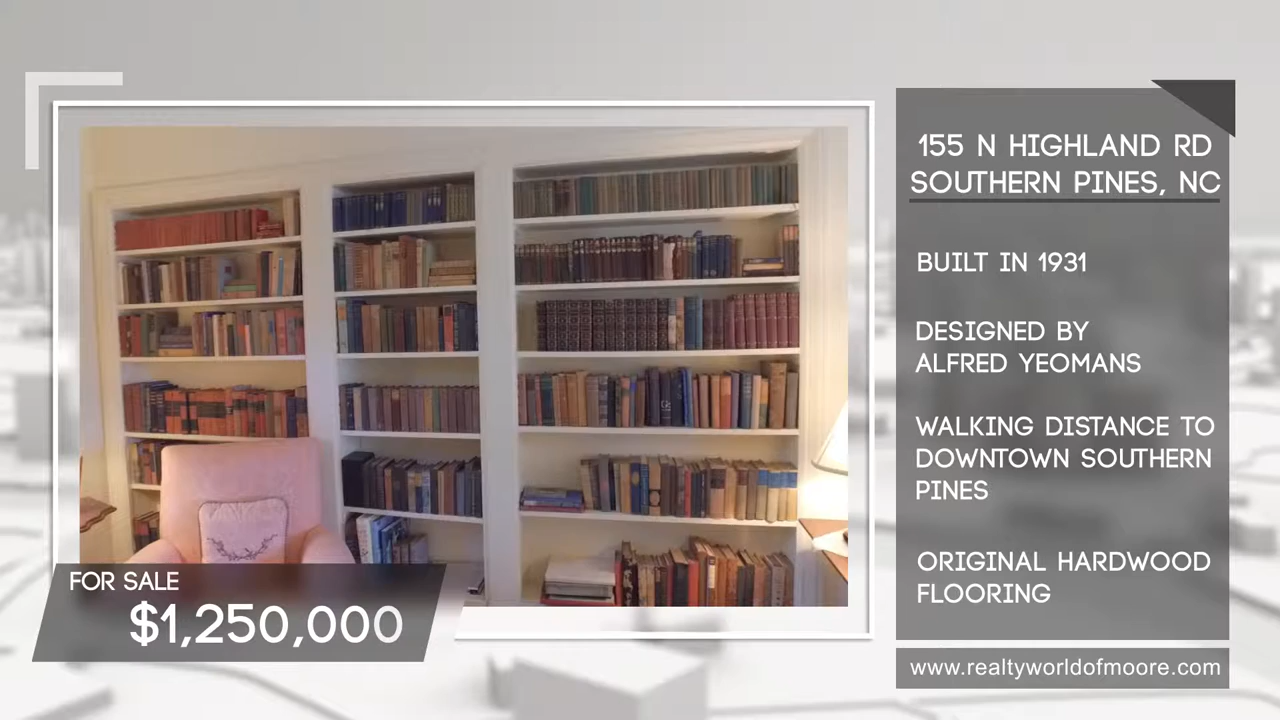 155 N HIGHLAND RD
SOUTHERN PINES, NC
BUILT IN 1931
DESIGNED BY
ALFRED YEOMANS
WALKING DISTANCE TO
DOWNTOWN SOUTHERN
PINES
ORIGINAL HARDWOOD
FLOORING
FOR SALE
$1,250,000
www.realtyworldofmoore.com